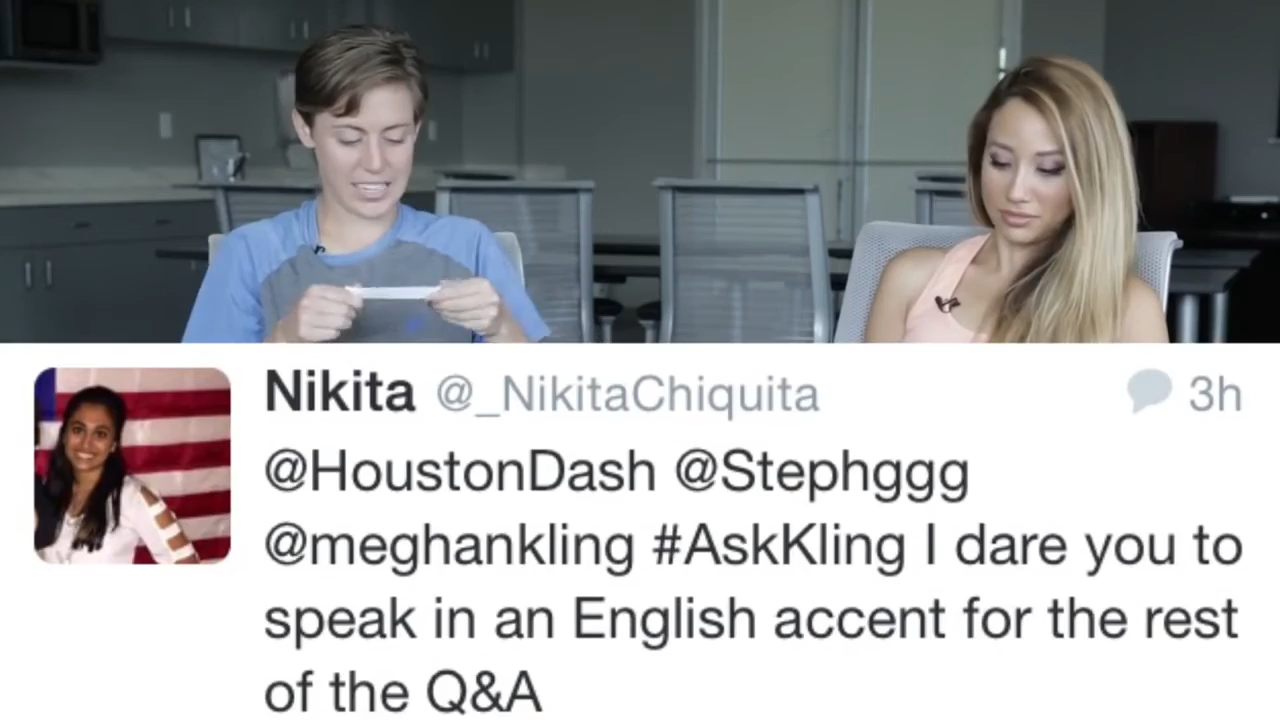 Nikita @_NikitaChiquita 3h
@HoustonDash @Stephggg
@meghankling #AskKling I dare you to
speak in an English accent for the rest
of the Q&A